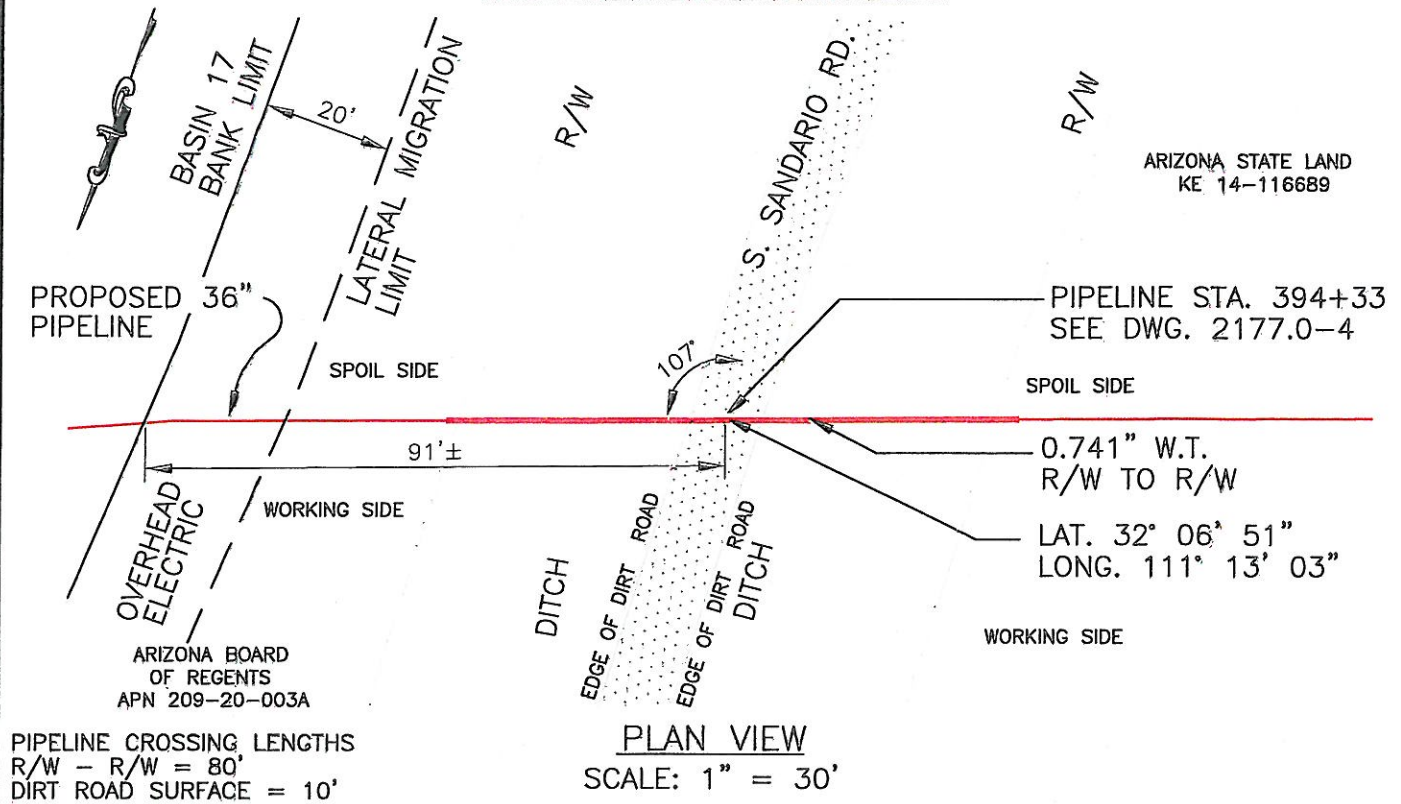 BASIN 17
BANK LIMIT
20'
LATERAL MIGRATION
LIMIT
R/W
S. SANDARIO RD.
R/W
ARIZONA STATE LAND
KE 14-116689
PROPOSED 36"
PIPELINE
SPOIL SIDE
107°
PIPELINE STA. 394+33
SEE DWG. 2177.0-4
SPOIL SIDE
91'±
0.741" W.T.
R/W TO R/W
OVERHEAD
ELECTRIC
WORKING SIDE
DITCH
EDGE OF DIRT ROAD
EDGE OF DIRT ROAD
DITCH
LAT. 32° 06' 51"
LONG. 111° 13' 03"
WORKING SIDE
ARIZONA BOARD
OF REGENTS
APN 209-20-003A
PIPELINE CROSSING LENGTHS
R/W - R/W = 80'
DIRT ROAD SURFACE = 10'
PLAN VIEW
SCALE: 1" = 30'